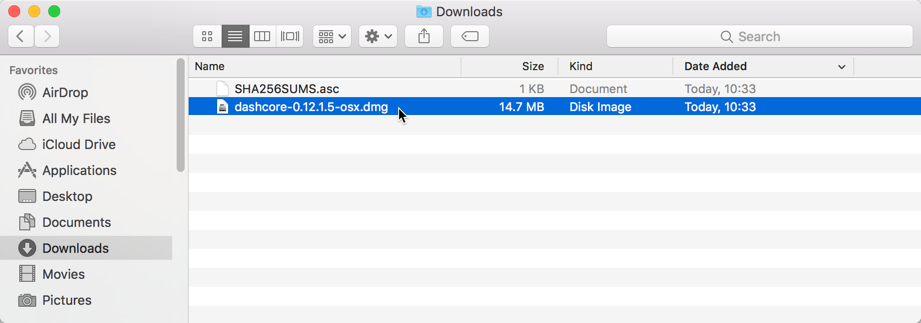 Downloads
Search
Favorites
AirDrop
All My Files
iCloud Drive
Applications
Desktop
Documents
Downloads
Movies
Pictures
Name Size Kind Date Added
SHA256SUMS.asc 1 KB Document Today, 10:33
dashcore-0.12.1.5-osx.dmg 14.7 MB Disk Image Today, 10:33